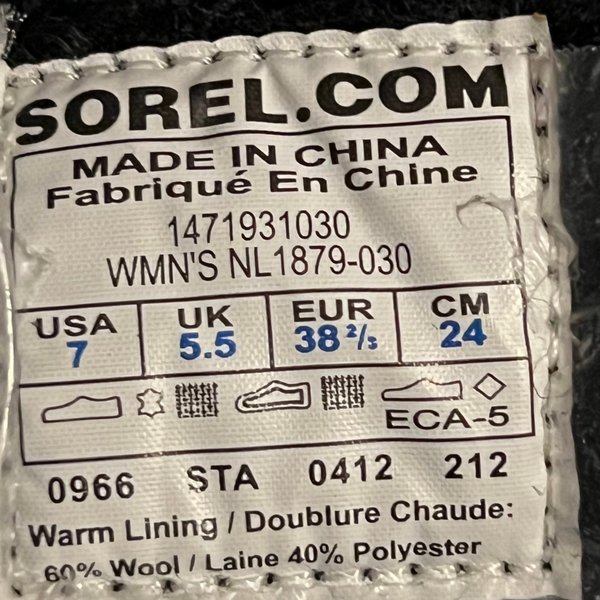 SOREL.COM
MADE IN CHINA
Fabriqué En Chine
1471931030
WMN'S NL1879-030
USA UK EUR CM
7 5.5 38 2/3 24
ECA-5
0966 STA 0412 212
Warm Lining / Doublure Chaude:
60% Wool / Laine 40% Polyester